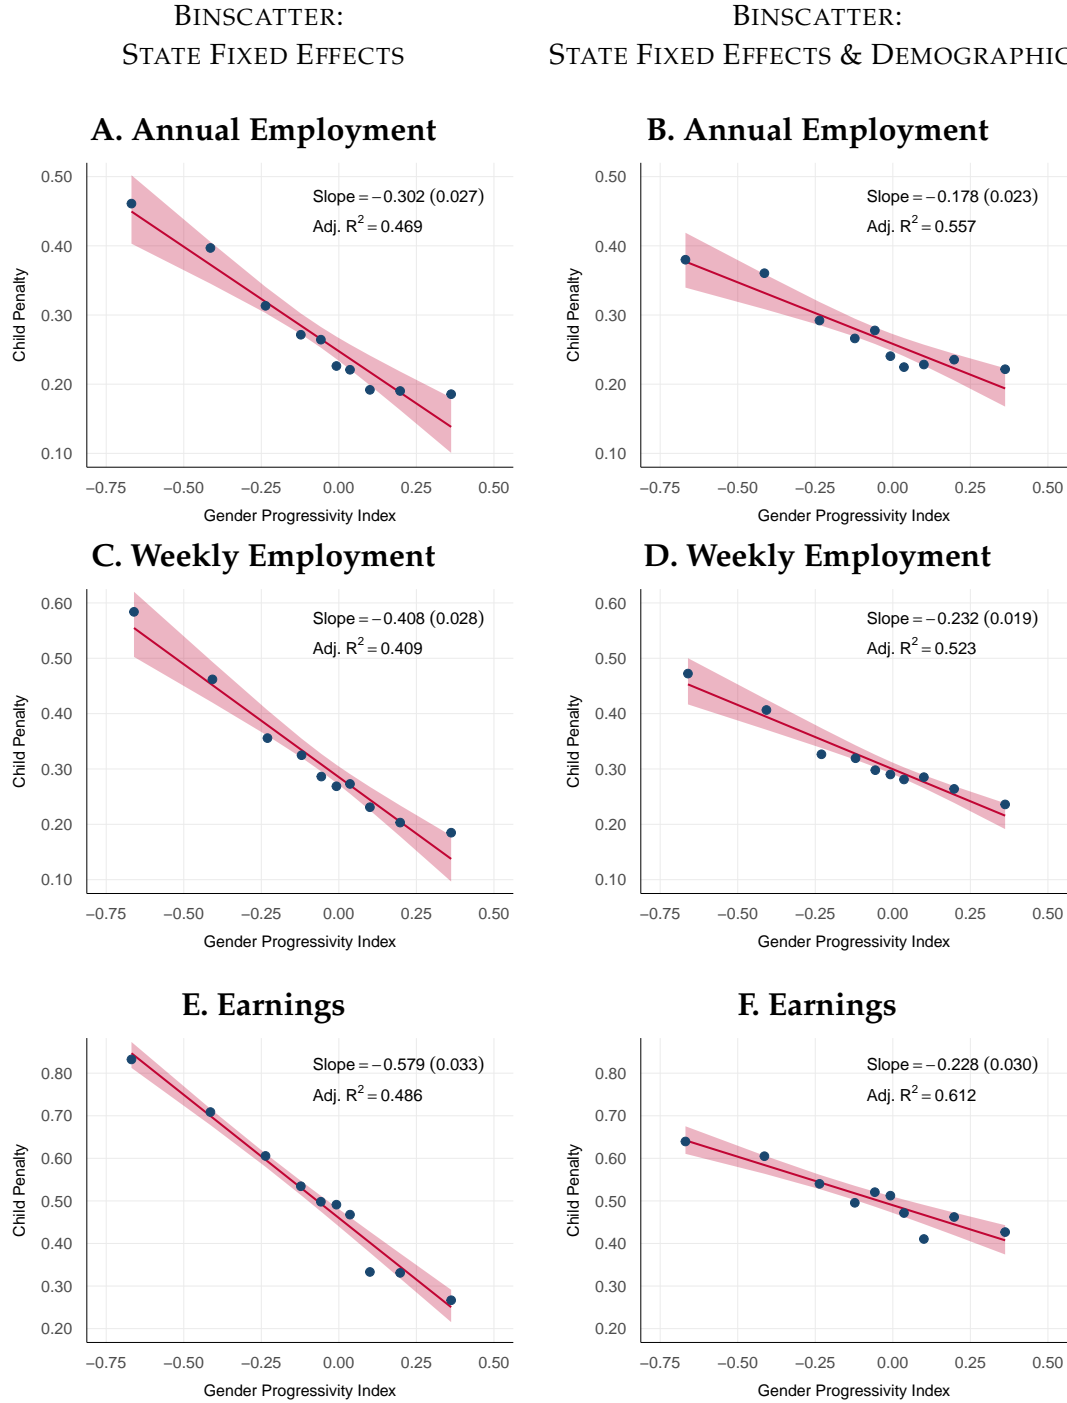 BINSCATTER:
STATE FIXED EFFECTS
BINSCATTER:
STATE FIXED EFFECTS & DEMOGRAPHIC
A. Annual Employment
Slope = −0.302 (0.027)
Adj. R² = 0.469
Child Penalty
0.50
0.40
0.30
0.20
0.10
−0.75 −0.50 −0.25 0.00 0.25 0.50
Gender Progressivity Index
B. Annual Employment
Slope = −0.178 (0.023)
Adj. R² = 0.557
Child Penalty
0.50
0.40
0.30
0.20
0.10
−0.75 −0.50 −0.25 0.00 0.25 0.50
Gender Progressivity Index
C. Weekly Employment
Slope = −0.408 (0.028)
Adj. R² = 0.409
Child Penalty
0.60
0.50
0.40
0.30
0.20
0.10
−0.75 −0.50 −0.25 0.00 0.25 0.50
Gender Progressivity Index
D. Weekly Employment
Slope = −0.232 (0.019)
Adj. R² = 0.523
Child Penalty
0.60
0.50
0.40
0.30
0.20
0.10
−0.75 −0.50 −0.25 0.00 0.25 0.50
Gender Progressivity Index
E. Earnings
Slope = −0.579 (0.033)
Adj. R² = 0.486
Child Penalty
0.80
0.70
0.60
0.50
0.40
0.30
0.20
−0.75 −0.50 −0.25 0.00 0.25 0.50
Gender Progressivity Index
F. Earnings
Slope = −0.228 (0.030)
Adj. R² = 0.612
Child Penalty
0.80
0.70
0.60
0.50
0.40
0.30
0.20
−0.75 −0.50 −0.25 0.00 0.25 0.50
Gender Progressivity Index